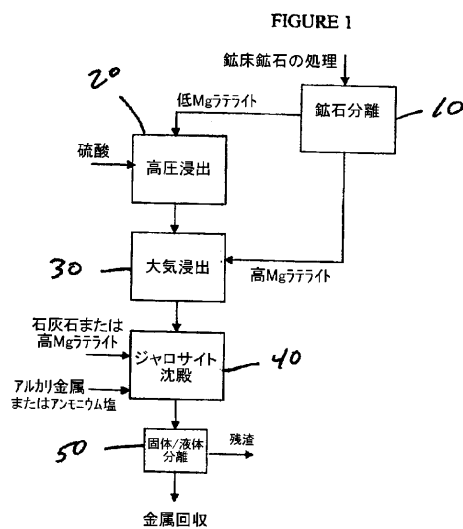 FIGURE 1
鉱床鉱石の処理
20
低Mgラテライト
鉱石分離
10
硫酸
高圧浸出
30
大気浸出
高Mgラテライト
石灰石または
高Mgラテライト
ジャロサイト
沈殿
40
アルカリ金属
またはアンモニウム塩
50
固体/液体
分離
残渣
金属回収